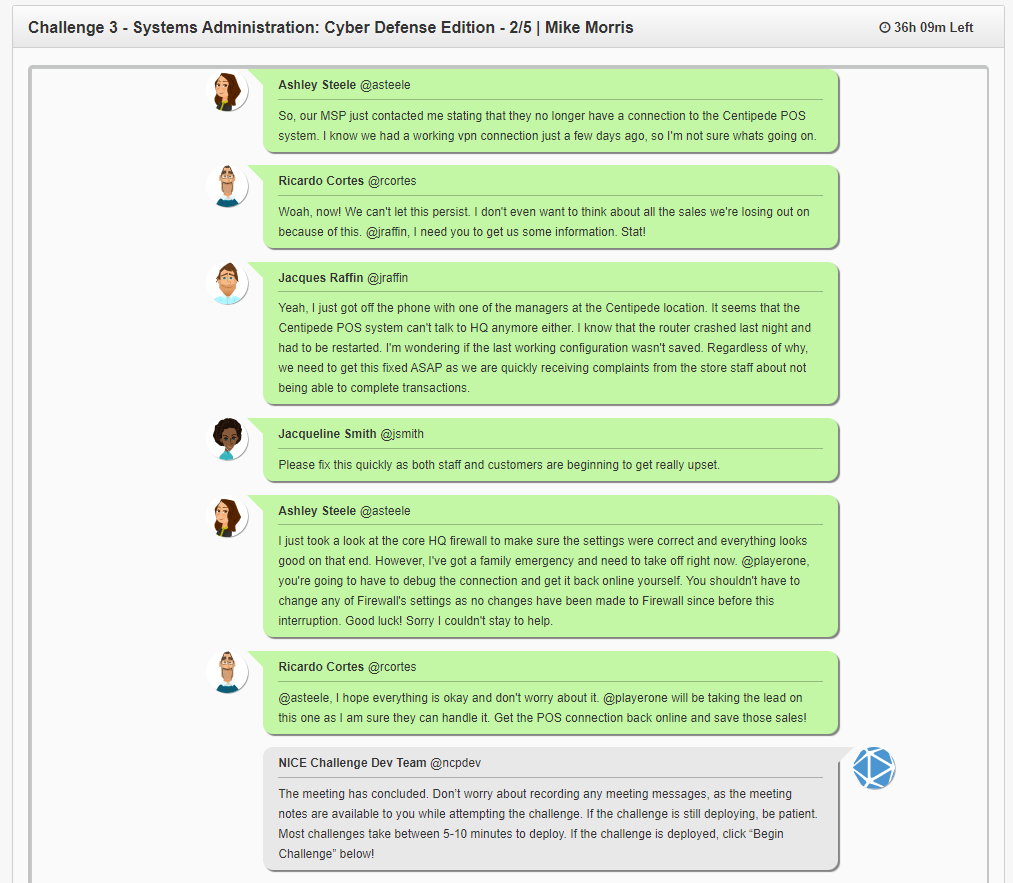 Challenge 3 - Systems Administration: Cyber Defense Edition - 2/5 | Mike Morris
36h 09m Left
Ashley Steele @asteele
So, our MSP just contacted me stating that they no longer have a connection to the Centipede POS
system. I know we had a working vpn connection just a few days ago, so I'm not sure whats going on.
Ricardo Cortes @rcortes
Woah, now! We can't let this persist. I don't even want to think about all the sales we're losing out on
because of this. @jraffin, I need you to get us some information. Stat!
Jacques Raffin @jraffin
Yeah, I just got off the phone with one of the managers at the Centipede location. It seems that the
Centipede POS system can't talk to HQ anymore either. I know that the router crashed last night and
had to be restarted. I'm wondering if the last working configuration wasn't saved. Regardless of why,
we need to get this fixed ASAP as we are quickly receiving complaints from the store staff about not
being able to complete transactions.
Jacqueline Smith @jsmith
Please fix this quickly as both staff and customers are beginning to get really upset.
Ashley Steele @asteele
I just took a look at the core HQ firewall to make sure the settings were correct and everything looks
good on that end. However, I've got a family emergency and need to take off right now. @playerone,
you're going to have to debug the connection and get it back online yourself. You shouldn't have to
change any of Firewall's settings as no changes have been made to Firewall since before this
interruption. Good luck! Sorry I couldn't stay to help.
Ricardo Cortes @rcortes
@asteele, I hope everything is okay and don't worry about it. @playerone will be taking the lead on
this one as I am sure they can handle it. Get the POS connection back online and save those sales!
NICE Challenge Dev Team @ncpdev
The meeting has concluded. Don't worry about recording any meeting messages, as the meeting
notes are available to you while attempting the challenge. If the challenge is still deploying, be patient.
Most challenges take between 5-10 minutes to deploy. If the challenge is deployed, click “Begin
Challenge” below!